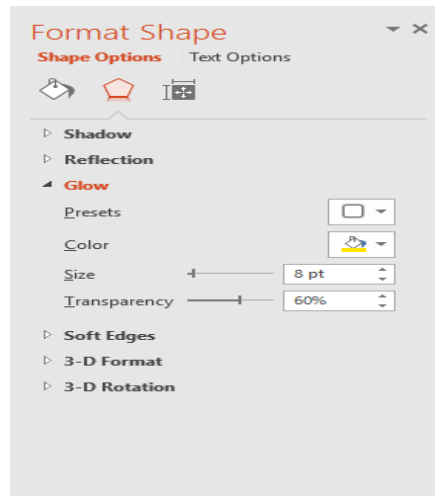 Format Shape
Shape Options Text Options
Shadow
Reflection
Glow
Presets
Color
Size 8 pt
Transparency 60%
Soft Edges
3-D Format
3-D Rotation